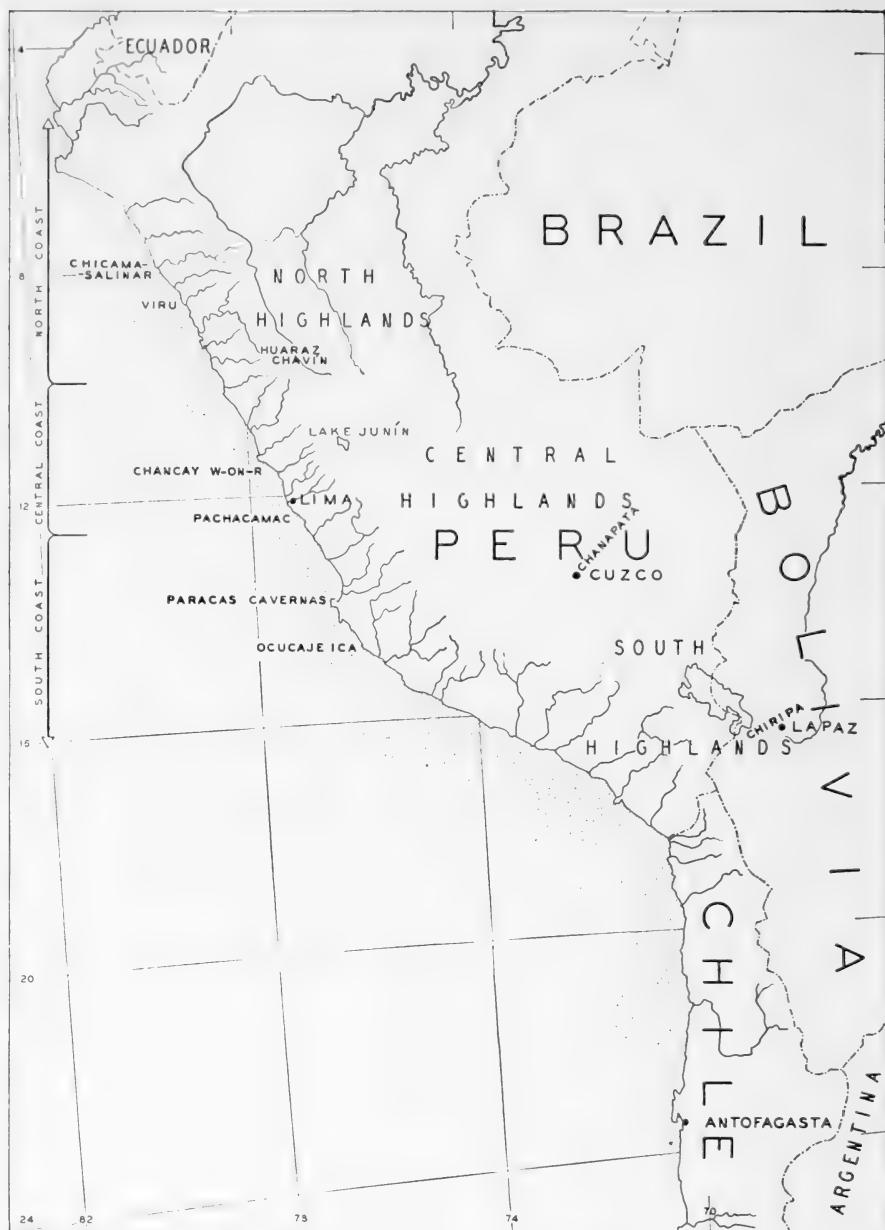 4
ECUADOR
BRAZIL
NORTH COAST
CHICAMA-
-SALINAR
8
VIRU
NORTH
HIGHLANDS
HUARAZ
CHAVIN
LAKE JUNÍN
CENTRAL
HIGHLANDS
CENTRAL COAST
CHANCAY W-ON-R
12
LIMA
PACHACAMAC
PERU
CHANAPATA
CUZCO
BOLIVIA
PARACAS CAVERNAS
SOUTH COAST
OCUCAJE ICA
SOUTH
HIGHLANDS
CHIRIPA
LA PAZ
15
CHILE
20
ANTOFAGASTA
ARGENTINA
24
82
78
74
70